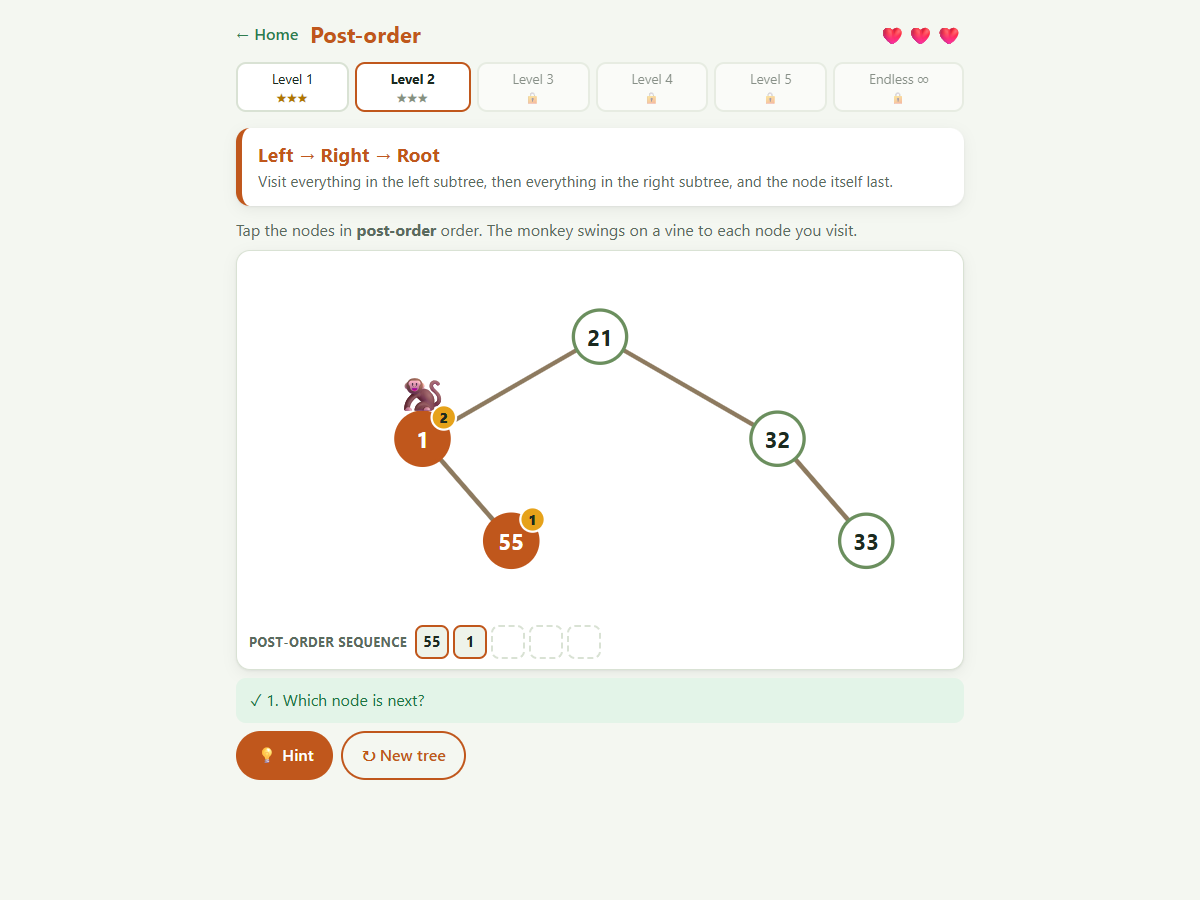 ← Home Post-order
Level 1
★★★
Level 2
★★★
Level 3
Level 4
Level 5
Endless ∞
Left → Right → Root
Visit everything in the left subtree, then everything in the right subtree, and the node itself last.
Tap the nodes in post-order order. The monkey swings on a vine to each node you visit.
21
2
1
32
1
55
33
POST-ORDER SEQUENCE 55 1
✓ 1. Which node is next?
Hint
↻ New tree